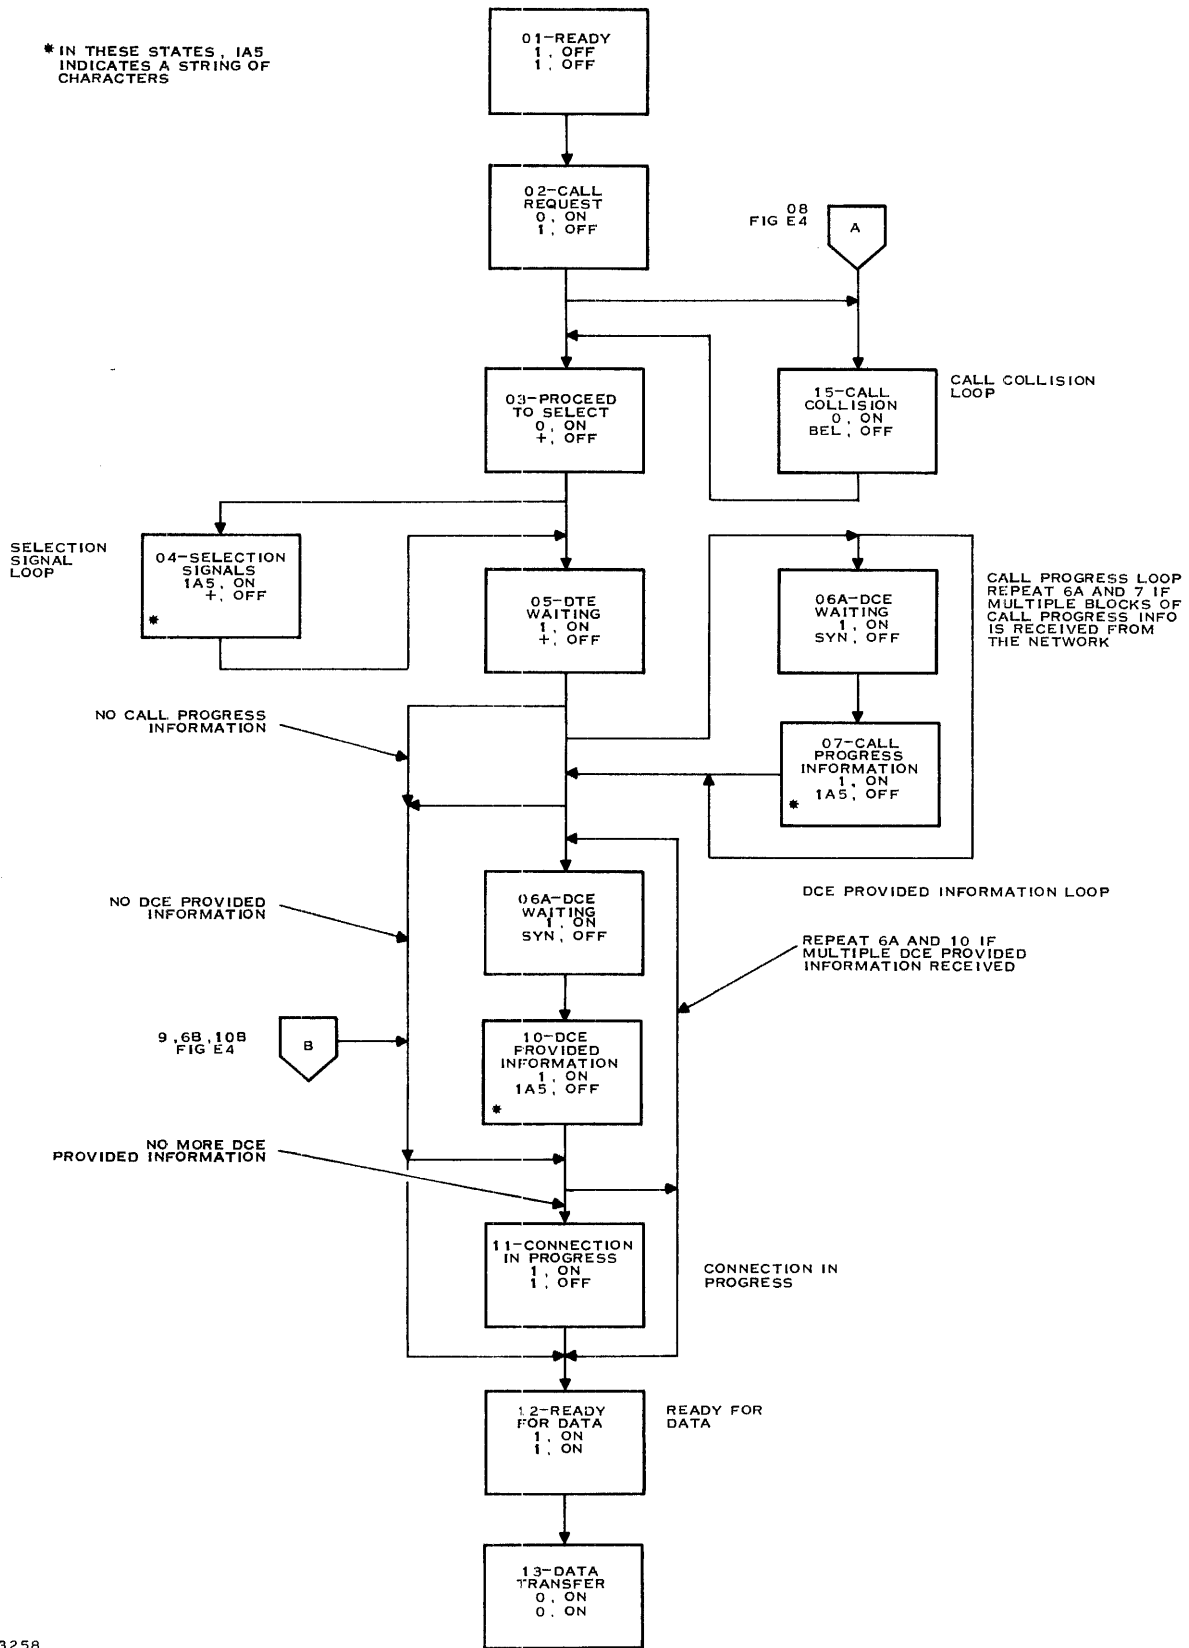 * IN THESE STATES, IA5
INDICATES A STRING OF
CHARACTERS
01-READY
1, OFF
1, OFF
02-CALL
REQUEST
0, ON
1, OFF
08
FIG E4
A
03-PROCEED
TO SELECT
0, ON
+, OFF
15-CALL
COLLISION
0, ON
BEL, OFF
CALL COLLISION
LOOP
SELECTION
SIGNAL
LOOP
04-SELECTION
SIGNALS
1A5, ON
+, OFF
*
05-DTE
WAITING
1, ON
+, OFF
06A-DCE
WAITING
1, ON
SYN, OFF
CALL PROGRESS LOOP
REPEAT 6A AND 7 IF
MULTIPLE BLOCKS OF
CALL PROGRESS INFO
IS RECEIVED FROM
THE NETWORK
NO CALL PROGRESS
INFORMATION
07-CALL
PROGRESS
INFORMATION
1, ON
1A5, OFF
*
NO DCE PROVIDED
INFORMATION
06A-DCE
WAITING
1, ON
SYN, OFF
DCE PROVIDED INFORMATION LOOP
REPEAT 6A AND 10 IF
MULTIPLE DCE PROVIDED
INFORMATION RECEIVED
9,6B,10B
FIG E4
B
10-DCE
PROVIDED
INFORMATION
1, ON
1A5, OFF
*
NO MORE DCE
PROVIDED INFORMATION
11-CONNECTION
IN PROGRESS
1, ON
1, OFF
CONNECTION IN
PROGRESS
12-READY
FOR DATA
1, ON
1, ON
READY FOR
DATA
13-DATA
TRANSFER
0, ON
0, ON
3258